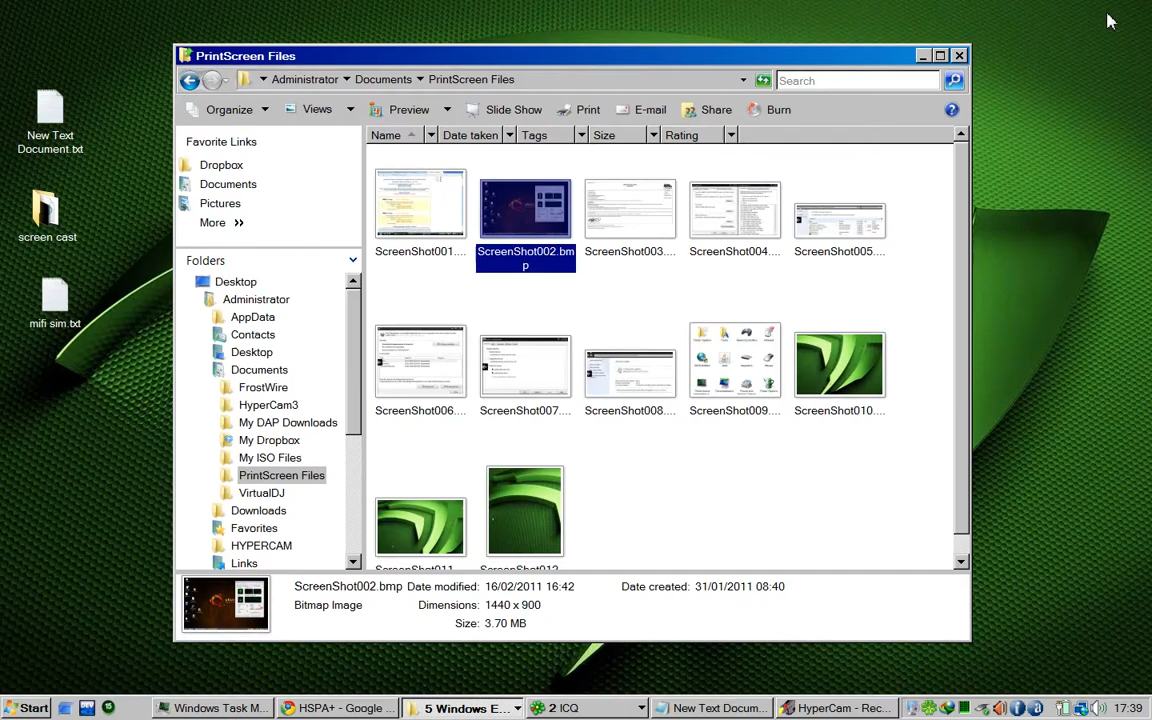 New Text
Document.txt
screen cast
mifi sim.txt
PrintScreen Files
Administrator Documents PrintScreen Files
Search
Organize Views Preview Slide Show Print E-mail Share Burn
Favorite Links
Dropbox
Documents
Pictures
More
Folders
Desktop
Administrator
AppData
Contacts
Desktop
Documents
FrostWire
HyperCam3
My DAP Downloads
My Dropbox
My ISO Files
PrintScreen Files
VirtualDJ
Downloads
Favorites
HYPERCAM
Links
Name Date taken Tags Size Rating
ScreenShot001....
ScreenShot002.bm
p
ScreenShot003....
ScreenShot004....
ScreenShot005....
ScreenShot006....
ScreenShot007....
ScreenShot008....
ScreenShot009....
ScreenShot010....
ScreenShot011....
ScreenShot012....
ScreenShot002.bmp Date modified: 16/02/2011 16:42 Date created: 31/01/2011 08:40
Bitmap Image Dimensions: 1440 x 900
Size: 3.70 MB
Start Windows Task M... HSPA+ - Google ... 5 Windows E... 2 ICQ New Text Docum... HyperCam - Rec... 17:39